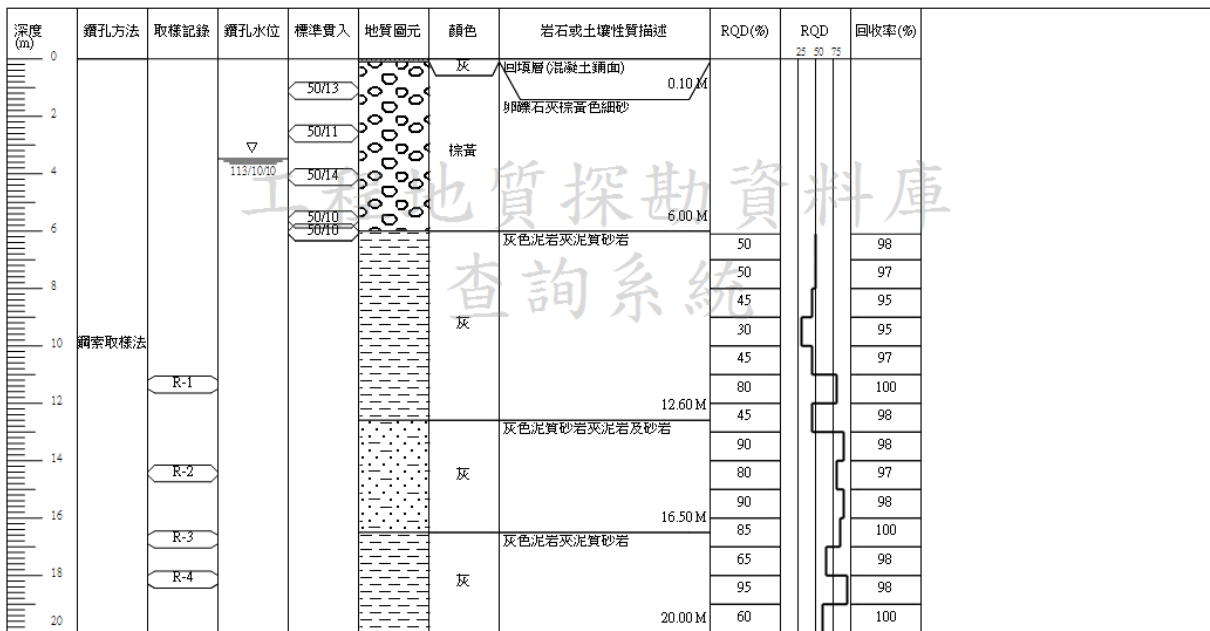 深度(m) 鑽孔方法 取樣記錄 鑽孔水位 標準貫入 地質圖元 顏色 岩石或土壤性質描述 RQD(%) RQD 回收率(%)
25 50 75
0
灰 回填層(混凝土鋪面)
0.10 M
50/13
卵礫石夾棕黃色細砂
2
50/11
棕黃
113/10/10
4
50/14
工程地質探勘資料庫
50/10
6.00 M
6
50/10
灰色泥岩夾泥質砂岩
50 98
查詢系統
50 97
8
45 95
灰
30 95
10
鋼索取樣法
45 97
R-1
80 100
12
12.60 M
45 98
灰色泥質砂岩夾泥岩及砂岩
90 98
14
R-2
灰
80 97
90 98
16
16.50 M
85 100
R-3
灰色泥岩夾泥質砂岩
65 98
18
R-4
灰
95 98
20
20.00 M
60 100